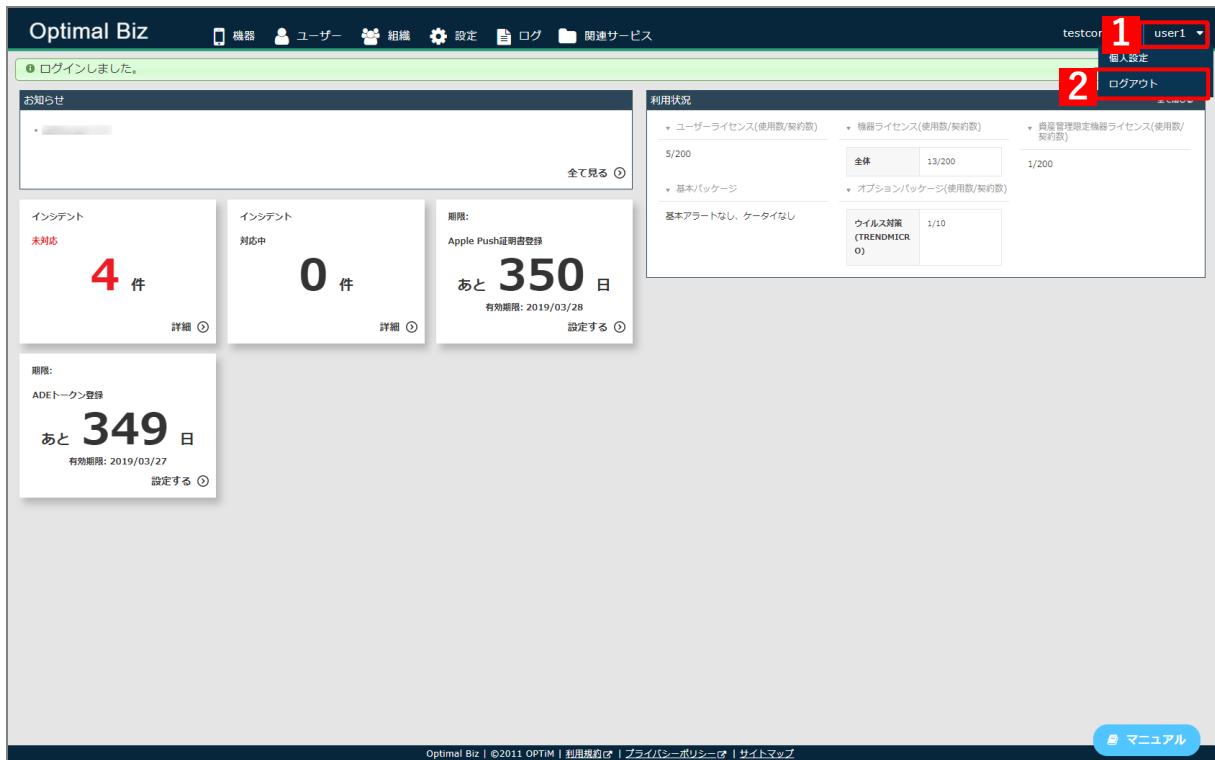 Optimal Biz 機器 ユーザー 組織 設定 ログ 関連サービス 1 user1
ログインしました。
個人設定
2 ログアウト
お知らせ
全て見る
利用状況
ユーザーライセンス(使用数/契約数)
5/200
基本パッケージ
基本アラートなし、ケータイなし
機器ライセンス(使用数/契約数)
全体 13/200
オプションパッケージ(使用数/契約数)
ウイルス対策 1/10
(TRENDMICR
O)
資産管理限定機器ライセンス(使用数/
契約数)
1/200
インシデント
未対応
4 件
詳細
インシデント
対応中
0 件
詳細
期限:
Apple Push証明書登録
あと 350 日
有効期限: 2019/03/28
設定する
期限:
ADEトークン登録
あと 349 日
有効期限: 2019/03/27
設定する
マニュアル
Optimal Biz | ©2011 OPTiM | 利用規約 | プライバシーポリシー | サイトマップ